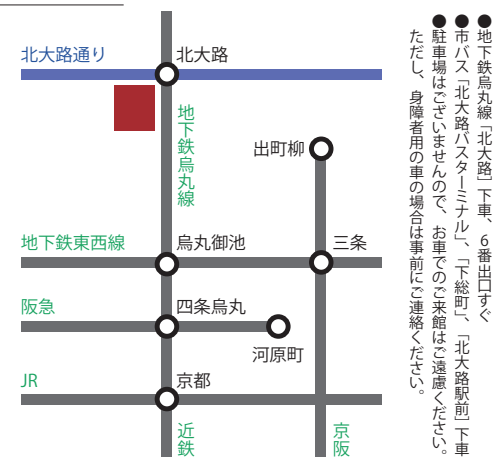 ●地下鉄烏丸線「北大路」下車、6番出口すぐ
●市バス「北大路バスターミナル」、「下総町」、「北大路駅前」下車
●駐車場はございませんので、お車でのご来館はご遠慮ください。
ただし、身障者用の車の場合は事前にご連絡ください。
北大路通り
北大路
地下鉄烏丸線
出町柳
地下鉄東西線
烏丸御池
三条
阪急
四条烏丸
河原町
JR
京都
近鉄
京阪